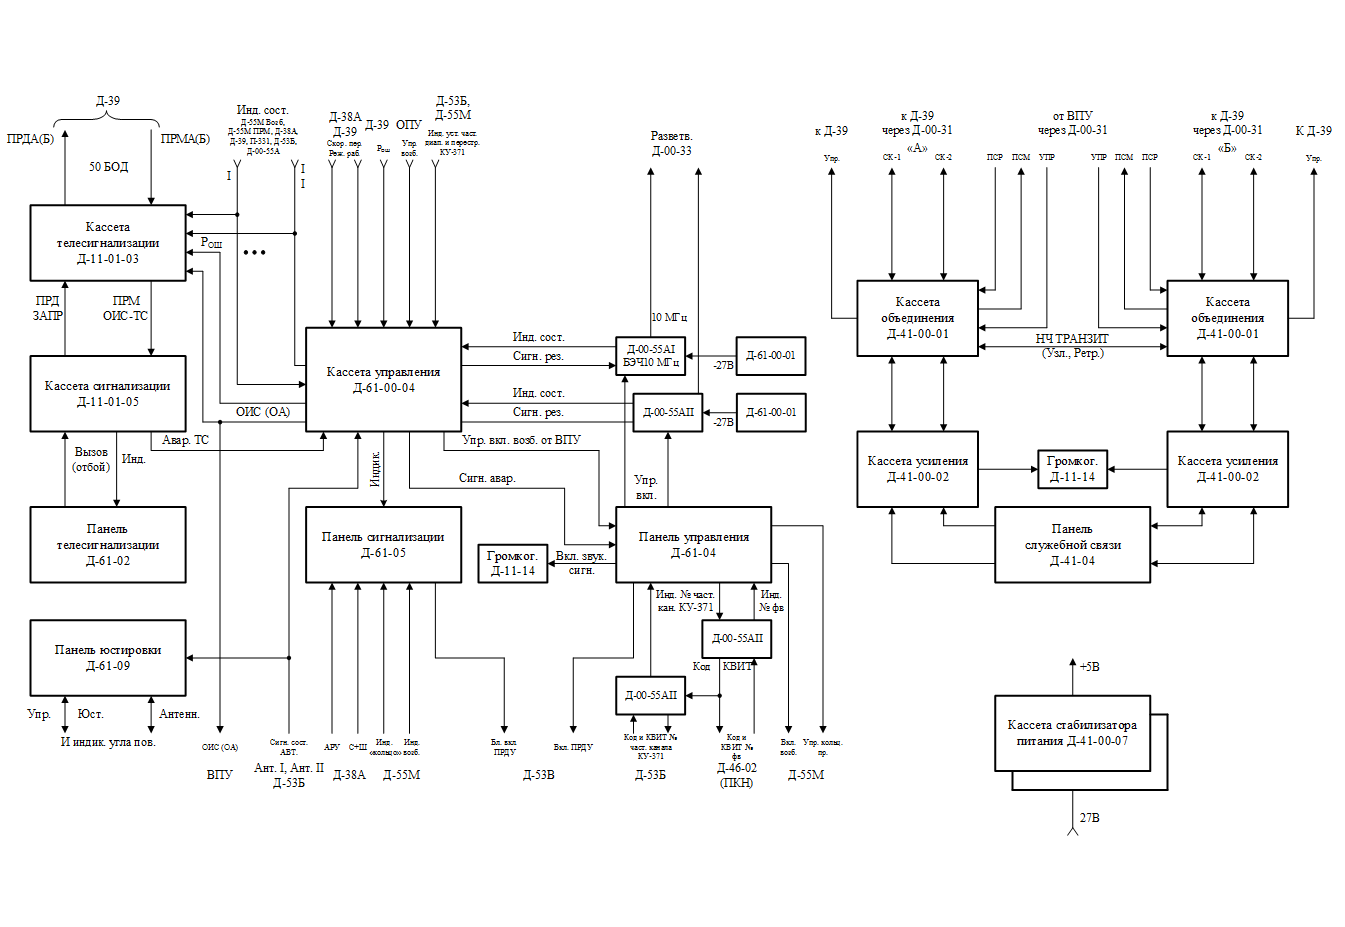 Д-39
ПРДА(Б)
ПРМА(Б)
50 БОД
Инд. сост.
Д-55М Возб,
Д-55М ПРМ, Д-38А,
Д-39, П-331, Д-53Б,
Д-00-55А
I
I
I
Д-38А
Д-39
Скор. пер.
Реж. раб.
Д-39
РОШ
ОПУ
Упр.
возб.
Д-53Б,
Д-55М
Инд. уст. част.
диап. и перестр.
КУ-371
Разветв.
Д-00-33
к Д-39
Упр.
к Д-39
через Д-00-31
«А»
СК-1
СК-2
от ВПУ
через Д-00-31
ПСР
ПСМ
УПР
УПР
ПСМ
ПСР
к Д-39
через Д-00-31
«Б»
СК-1
СК-2
К Д-39
Упр.
Кассета
телесигнализации
Д-11-01-03
РОШ
ПРД
ЗАПР
ПРМ
ОИС-ТС
Кассета сигнализации
Д-11-01-05
Кассета управления
Д-61-00-04
ОИС (ОА)
Авар. ТС
Вызов
(отбой)
Инд.
Индик.
Инд. сост.
Сигн. рез.
Инд. сост.
Сигн. рез.
10 МГц
Д-00-55АI
БЭЧ10 МГц
-27В
Д-61-00-01
Д-00-55АII
-27В
Д-61-00-01
Упр. вкл. возб. от ВПУ
Сигн. авар.
Упр.
вкл.
Кассета
объединения
Д-41-00-01
Кассета
объединения
Д-41-00-01
НЧ ТРАНЗИТ
(Узл., Ретр.)
Кассета усиления
Д-41-00-02
Громког.
Д-11-14
Кассета усиления
Д-41-00-02
Панель
служебной связи
Д-41-04
Панель
телесигнализации
Д-61-02
Панель сигнализации
Д-61-05
Громког.
Д-11-14
Вкл. звук.
сигн.
Панель управления
Д-61-04
Инд. № част.
кан. КУ-371
Инд.
№ фв
Д-00-55АII
Код
КВИТ
Д-00-55АII
Панель юстировки
Д-61-09
Упр.
Юст.
Антенн.
И индик. угла пов.
ОИС (ОА)
ВПУ
Сигн. сост.
АВТ.
Ант. I, Ант. II
Д-53Б
АРУ
С+Ш
Д-38А
Инд.
«кольцо»
Инд.
возб.
Д-55М
Бл. вкл.
ПРДУ
Вкл. ПРДУ
Д-53В
Код и КВИТ №
част. канала
КУ-371
Д-53Б
Код и
КВИТ №
фв
Д-46-02
(ПКН)
Вкл.
возб.
Упр. кольц.
пр.
Д-55М
+5В
Кассета стабилизатора
питания Д-41-00-07
27В